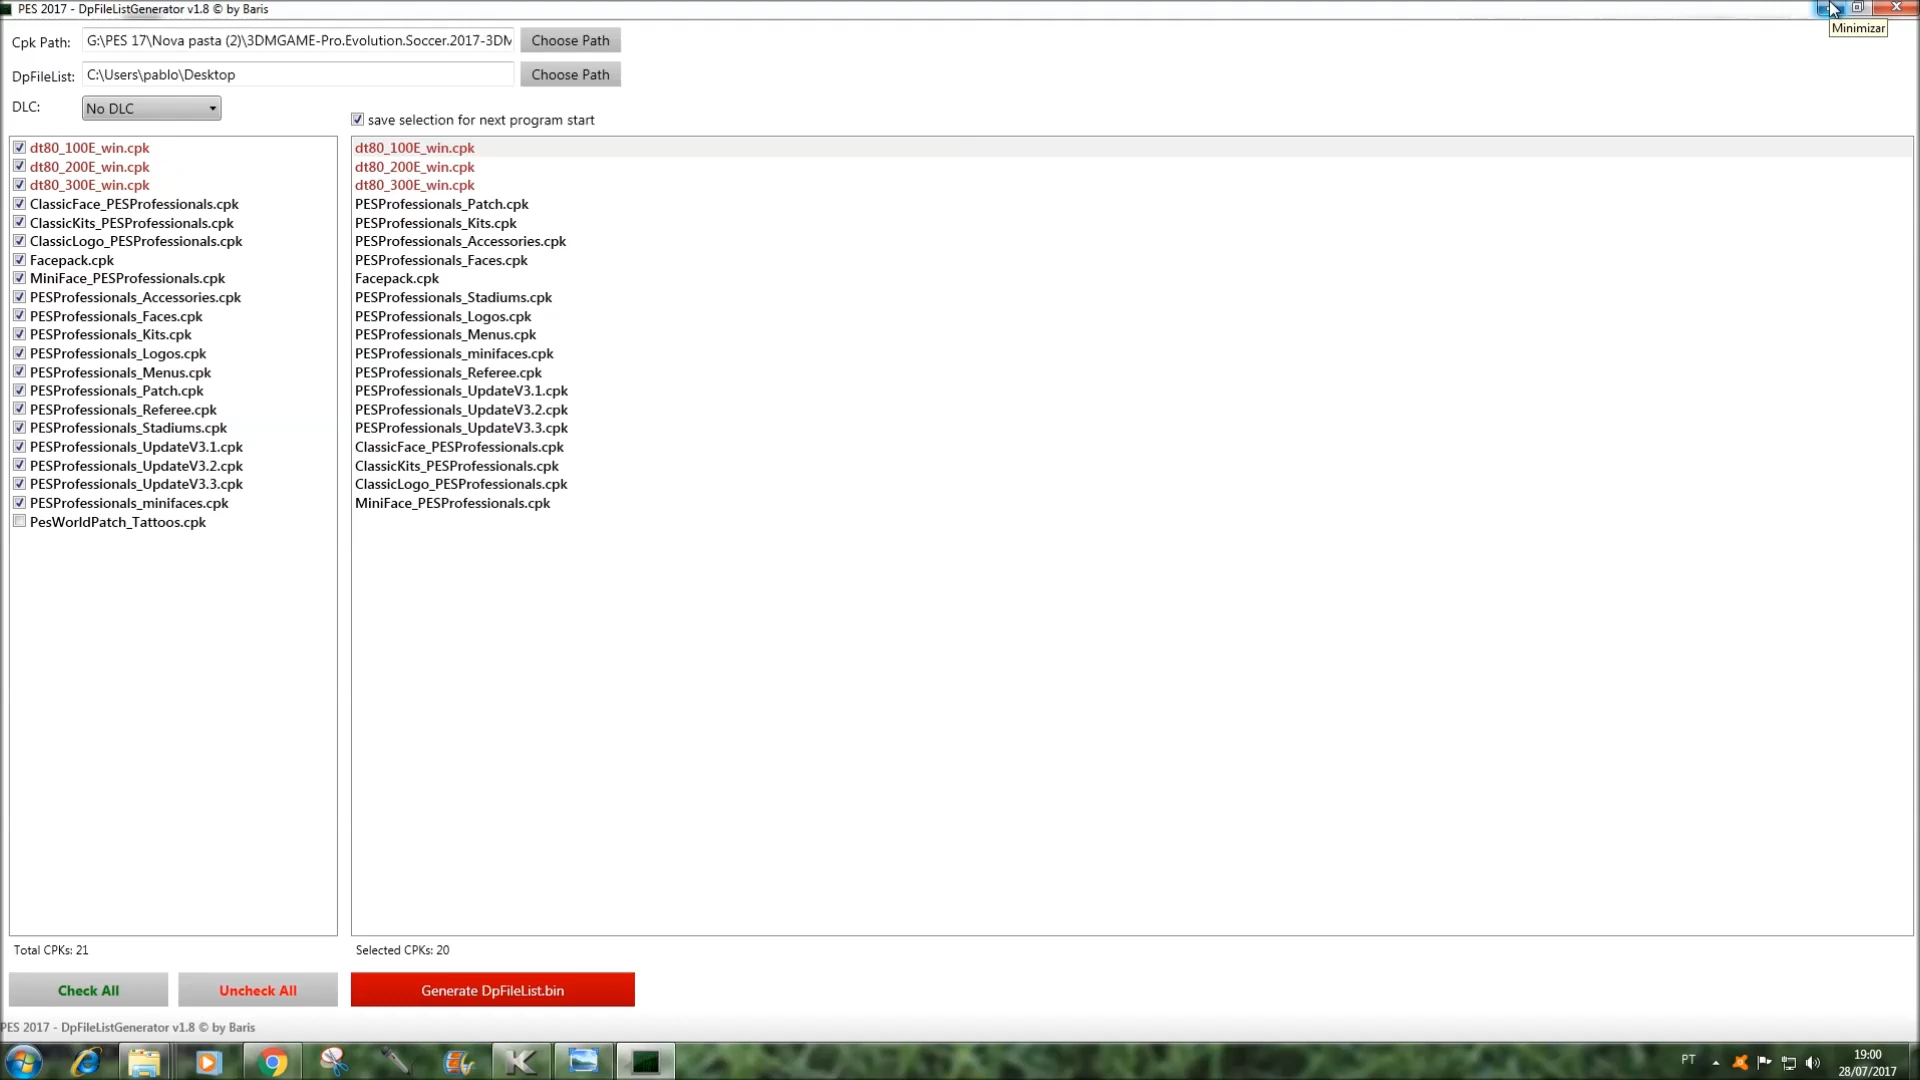 PES 2017 - DpFileListGenerator v1.8 © by Baris
Minimizar
Cpk Path: G:\PES 17\Nova pasta (2)\3DMGAME-Pro.Evolution.Soccer.2017-3DM Choose Path
DpFileList: C:\Users\pablo\Desktop Choose Path
DLC: No DLC
save selection for next program start
dt80_100E_win.cpk
dt80_200E_win.cpk
dt80_300E_win.cpk
ClassicFace_PESProfessionals.cpk
ClassicKits_PESProfessionals.cpk
ClassicLogo_PESProfessionals.cpk
Facepack.cpk
MiniFace_PESProfessionals.cpk
PESProfessionals_Accessories.cpk
PESProfessionals_Faces.cpk
PESProfessionals_Kits.cpk
PESProfessionals_Logos.cpk
PESProfessionals_Menus.cpk
PESProfessionals_Patch.cpk
PESProfessionals_Referee.cpk
PESProfessionals_Stadiums.cpk
PESProfessionals_UpdateV3.1.cpk
PESProfessionals_UpdateV3.2.cpk
PESProfessionals_UpdateV3.3.cpk
PESProfessionals_minifaces.cpk
PesWorldPatch_Tattoos.cpk
dt80_100E_win.cpk
dt80_200E_win.cpk
dt80_300E_win.cpk
PESProfessionals_Patch.cpk
PESProfessionals_Kits.cpk
PESProfessionals_Accessories.cpk
PESProfessionals_Faces.cpk
Facepack.cpk
PESProfessionals_Stadiums.cpk
PESProfessionals_Logos.cpk
PESProfessionals_Menus.cpk
PESProfessionals_minifaces.cpk
PESProfessionals_Referee.cpk
PESProfessionals_UpdateV3.1.cpk
PESProfessionals_UpdateV3.2.cpk
PESProfessionals_UpdateV3.3.cpk
ClassicFace_PESProfessionals.cpk
ClassicKits_PESProfessionals.cpk
ClassicLogo_PESProfessionals.cpk
MiniFace_PESProfessionals.cpk
Total CPKs: 21
Selected CPKs: 20
Check All
Uncheck All
Generate DpFileList.bin
PES 2017 - DpFileListGenerator v1.8 © by Baris
PT
19:00
28/07/2017